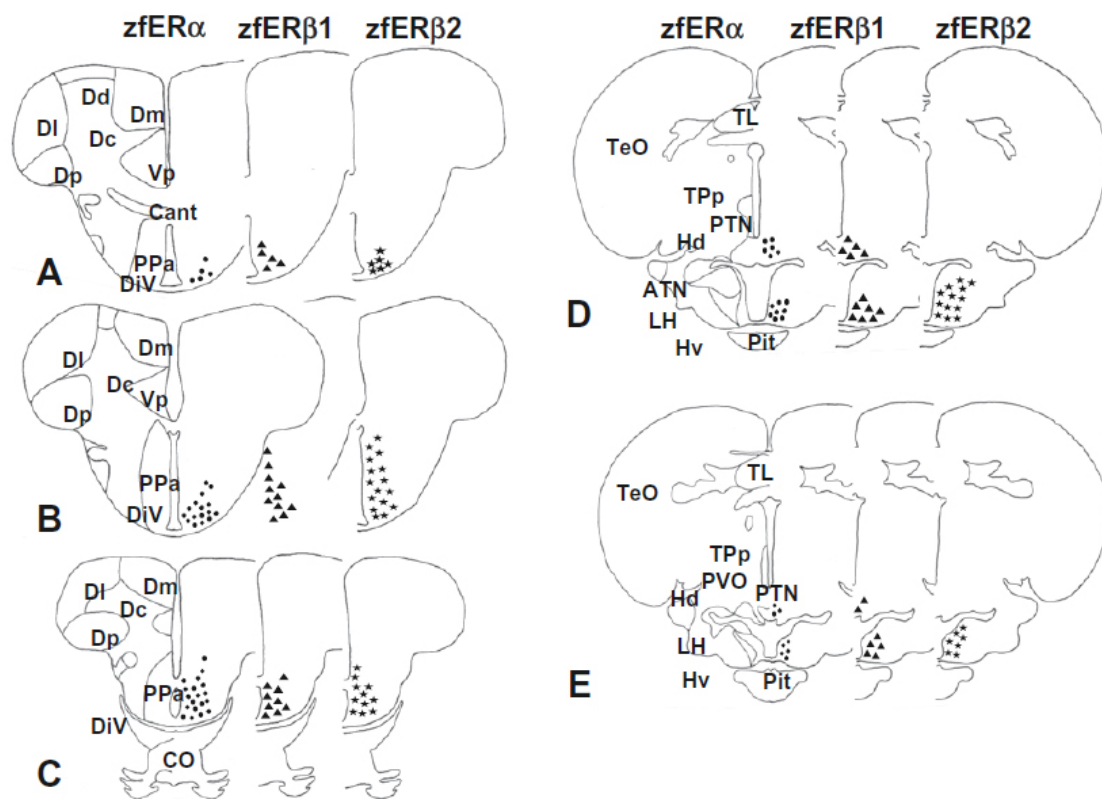 zfERα zfERβ1 zfERβ2
Dd
Dm
Dl
Dc
Vp
Dp
Cant
A
PPa
DiV
Dm
Dl
Dc
Vp
Dp
PPa
B
DiV
Dm
Dl
Dc
Dp
PPa
DiV
CO
C
zfERα zfERβ1 zfERβ2
TL
TeO
TPp
PTN
Hd
ATN
D
LH
Hv
Pit
TL
TeO
TPp
PVO
PTN
Hd
LH
E
Hv
Pit